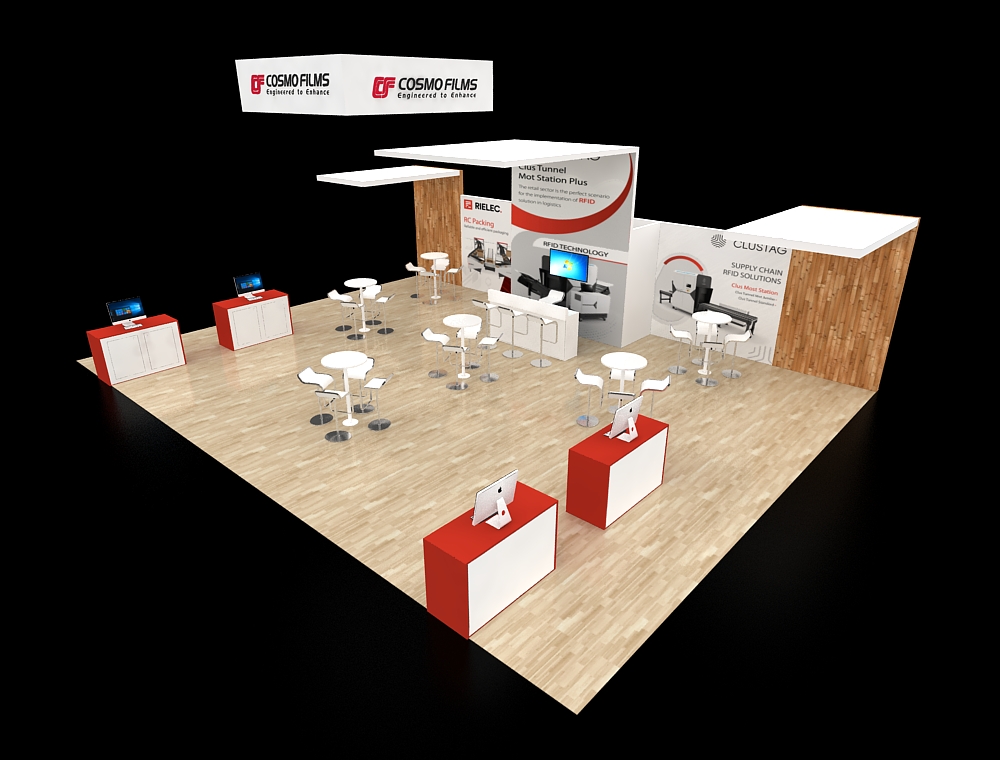 COSMO FILMS
Engineered to Enhance
COSMO FILMS
Engineered to Enhance
Clus Tunnel
Mot Station Plus
The retail sector is the perfect scenario
for the implementation of RFID
solution in logistics
RIELEC.
RC Packing
RFID TECHNOLOGY
CLUSTAG
SUPPLY CHAIN
RFID SOLUTIONS
Clus Most Station